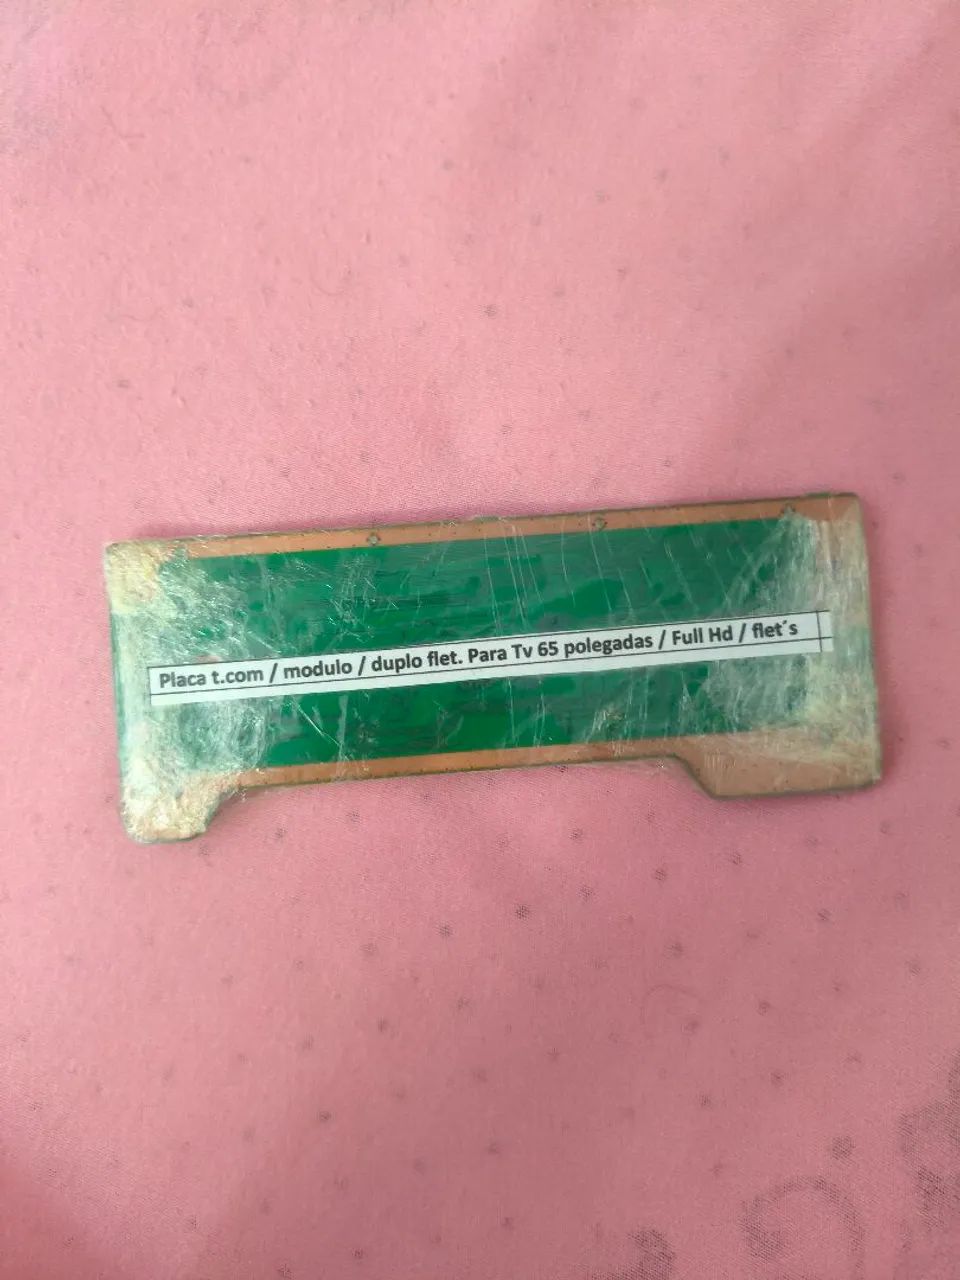 Placa t.com / modulo / duplo flet. Para Tv 65 polegadas / Full Hd / flet´s